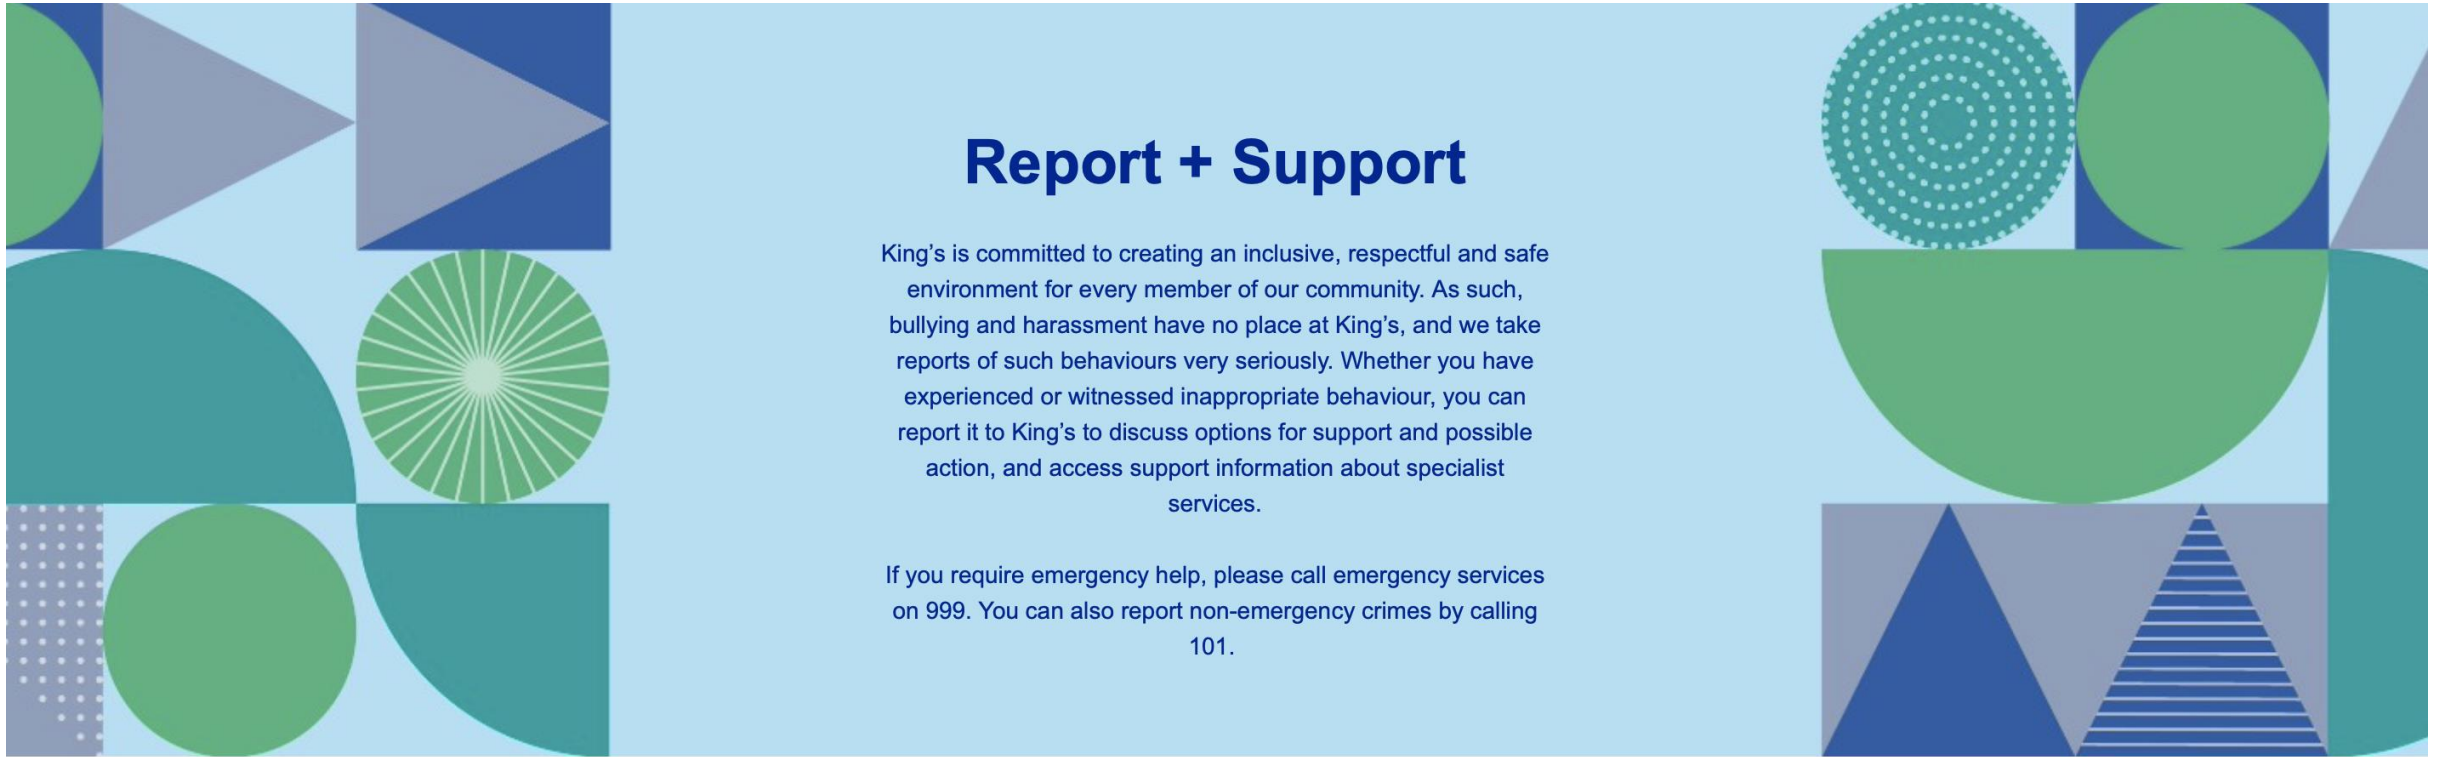 Report + Support
King’s is committed to creating an inclusive, respectful and safe
environment for every member of our community. As such,
bullying and harassment have no place at King’s, and we take
reports of such behaviours very seriously. Whether you have
experienced or witnessed inappropriate behaviour, you can
report it to King’s to discuss options for support and possible
action, and access support information about specialist
services.
If you require emergency help, please call emergency services
on 999. You can also report non-emergency crimes by calling
101.